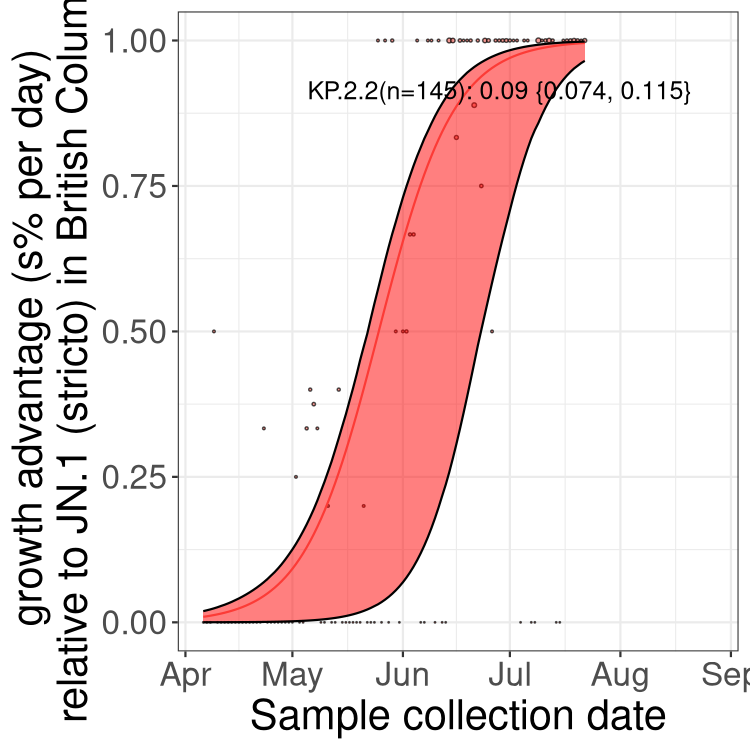 growth advantage (s% per day)
relative to JN.1 (stricto) in British Colum
1.00
0.75
0.50
0.25
0.00
KP.2.2(n=145): 0.09 {0.074, 0.115}
Apr May Jun Jul Aug Sep
Sample collection date